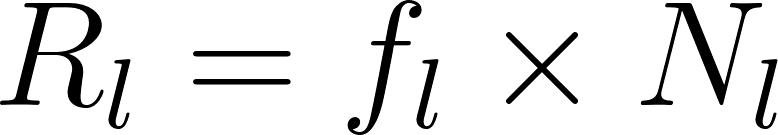 R_l = f_l × N_l